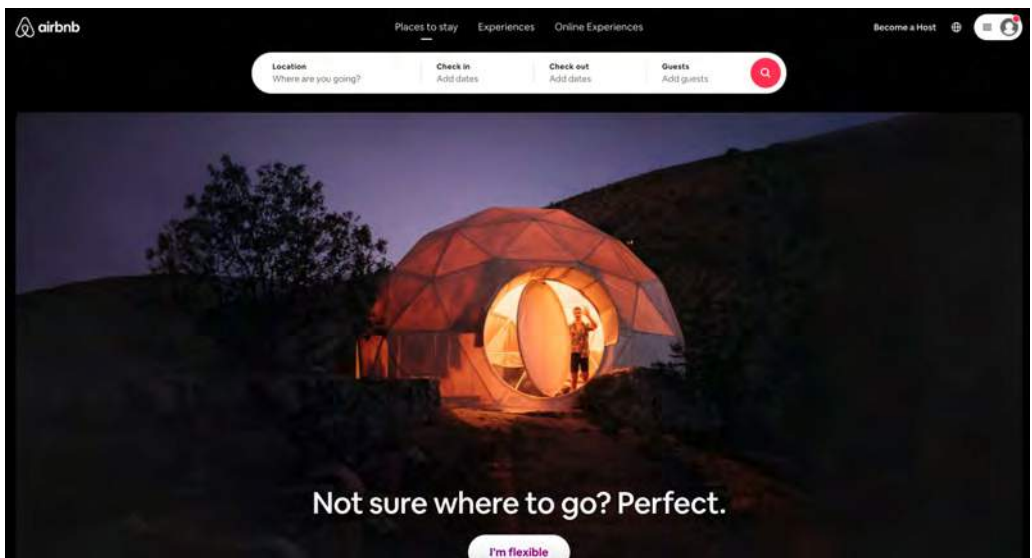 airbnb
Places to stay Experiences Online Experiences
Become a Host
Location Check in Check out Guests
Where are you going? Add dates Add dates Add guests
Not sure where to go? Perfect.
I'm flexible